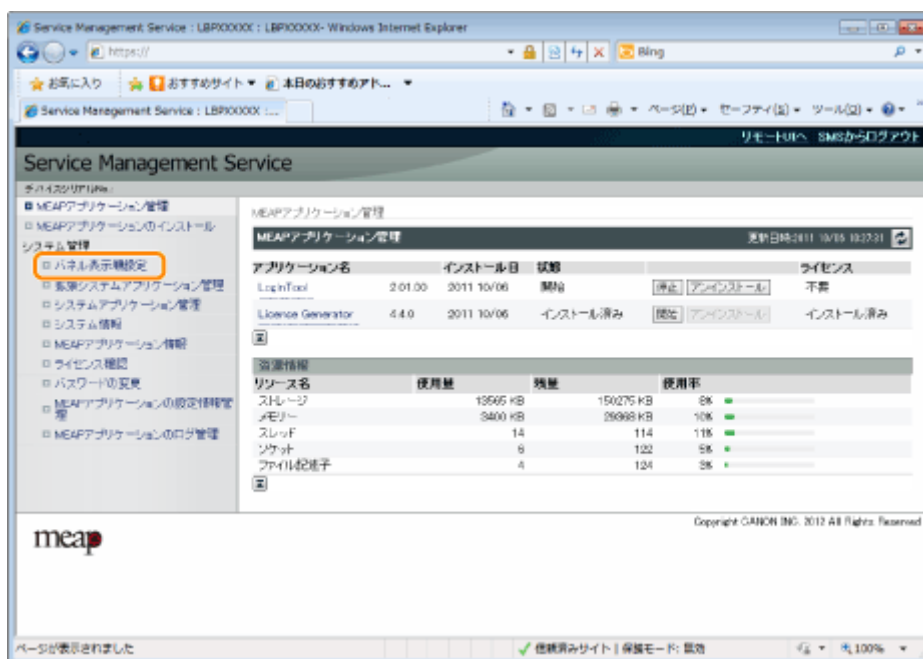 Service Management Service : LBPXXXXX : LBPXXXXX- Windows Internet Explorer
https://
Bing
お気に入り おすすめサイト 本日のおすすめアド...
Service Management Service : LBPXXXXX :...
ページ(P) セーフティ(S) ツール(O)
リモートUIへ SMSからログアウト
Service Management Service
デバイスシリアルNo.:
MEAPアプリケーション管理
MEAPアプリケーションのインストール
システム管理
パネル表示順設定
拡張システムアプリケーション管理
システムアプリケーション管理
システム情報
MEAPアプリケーション情報
ライセンス確認
パスワードの変更
MEAPアプリケーションの設定情報管理
MEAPアプリケーションのログ管理
MEAPアプリケーション管理
MEAPアプリケーション管理 更新日時:2011 10/06 10:27:31
アプリケーション名 インストール日 状態 ライセンス
LoginTool 2.01.00 2011 10/06 開始 停止 アンインストール 不要
License Generator 4.4.0 2011 10/06 インストール済み 開始 アンインストール インストール済み
資源情報
リソース名 使用量 残量 使用率
ストレージ 13565 KB 150275 KB 8%
メモリー 3400 KB 29368 KB 10%
スレッド 14 114 11%
ソケット 6 122 5%
ファイル記述子 4 124 3%
Copyright CANON INC. 2012 All Rights Reserved
meap
ページが表示されました 信頼済みサイト | 保護モード: 無効 100%